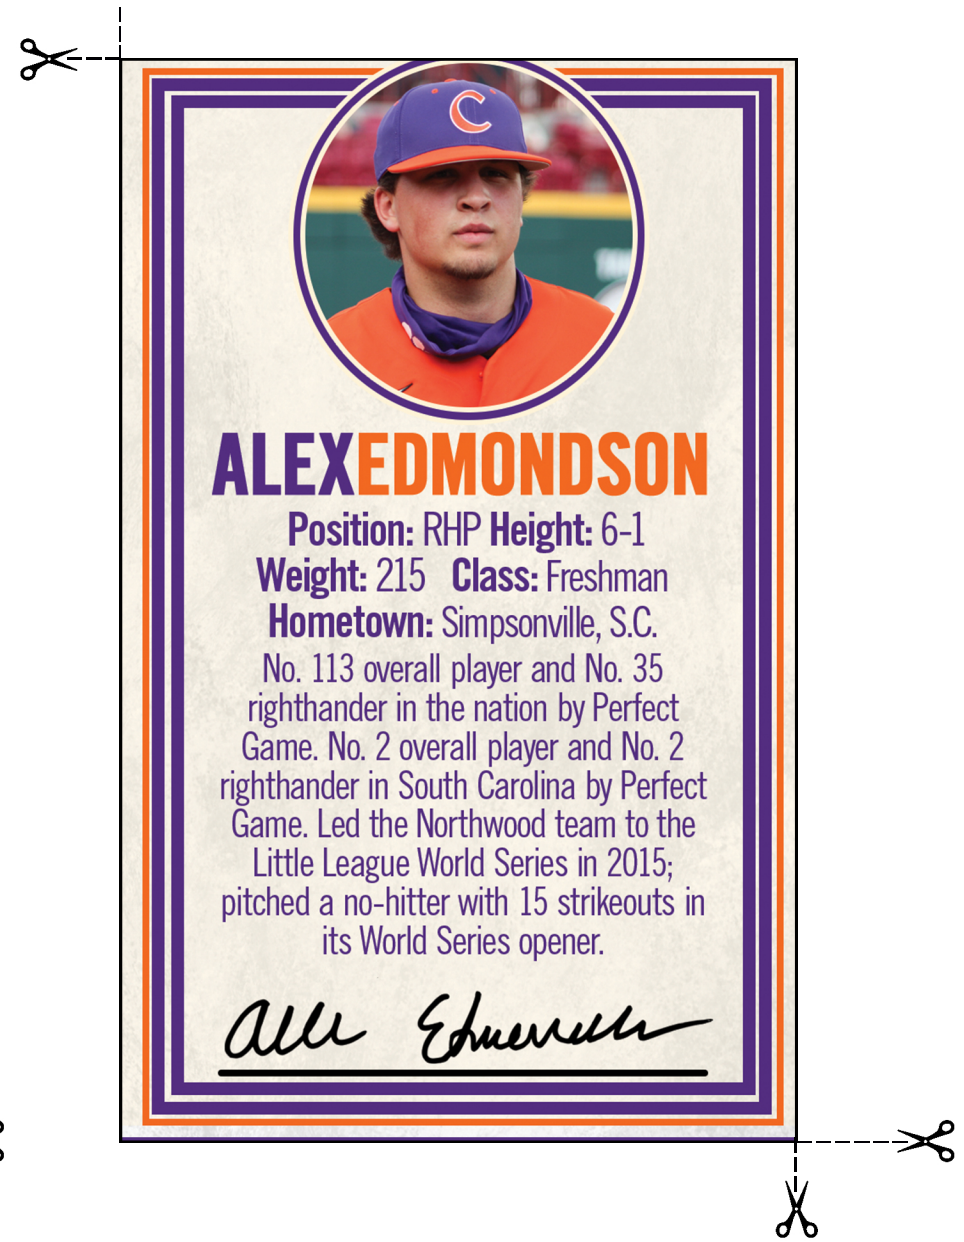 C
ALEXEDMONDSON
Position: RHP Height: 6-1
Weight: 215 Class: Freshman
Hometown: Simpsonville, S.C.
No. 113 overall player and No. 35
righthander in the nation by Perfect
Game. No. 2 overall player and No. 2
righthander in South Carolina by Perfect
Game. Led the Northwood team to the
Little League World Series in 2015;
pitched a no-hitter with 15 strikeouts in
its World Series opener.